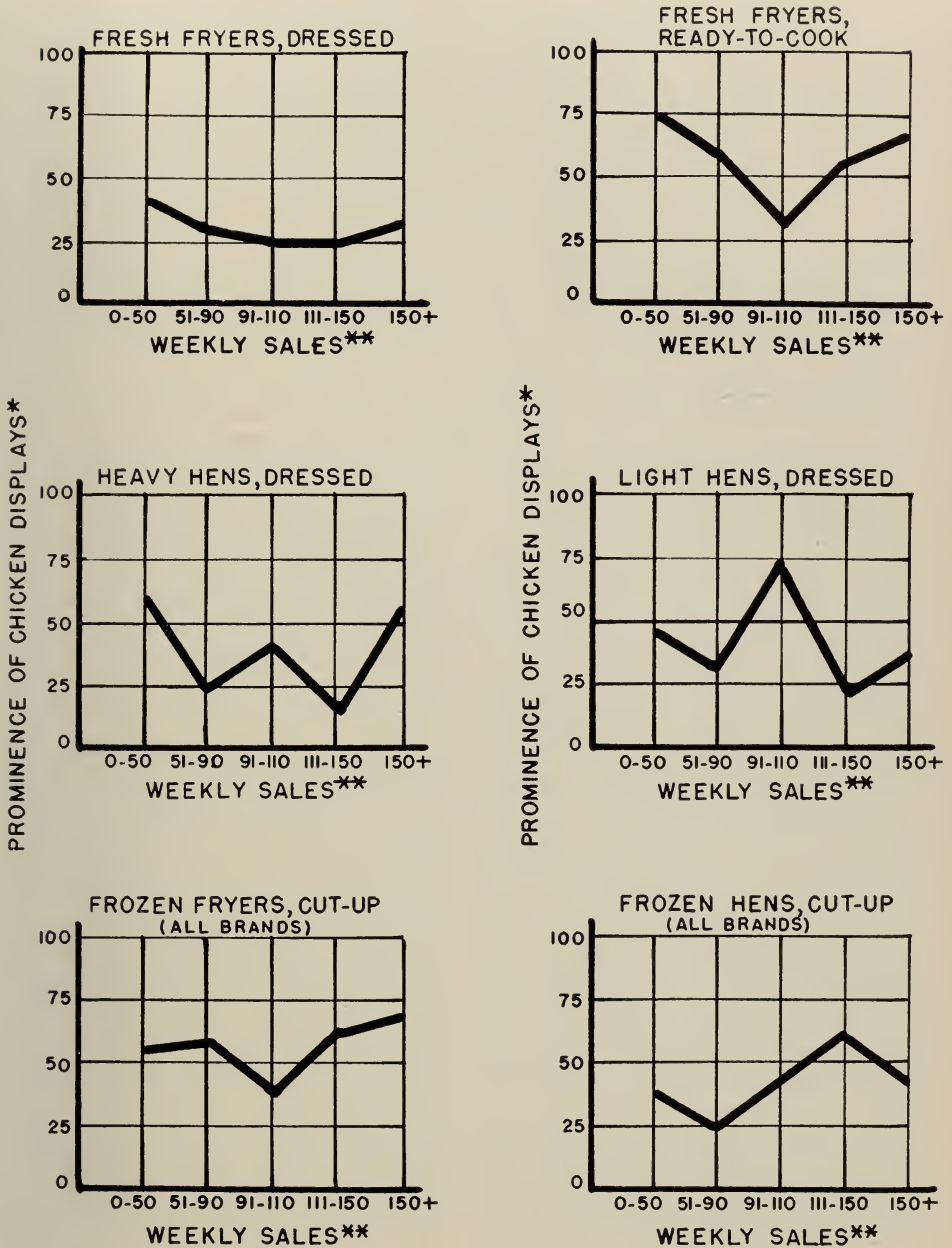 FRESH FRYERS, DRESSED
100
75
50
25
0
0-50 51-90 91-110 111-150 150+
WEEKLY SALES**
FRESH FRYERS,
READY-TO-COOK
100
75
50
25
0
0-50 51-90 91-110 111-150 150+
WEEKLY SALES**
PROMINENCE OF CHICKEN DISPLAYS*
HEAVY HENS, DRESSED
100
75
50
25
0
0-50 51-90 91-110 111-150 150+
WEEKLY SALES**
PROMINENCE OF CHICKEN DISPLAYS*
LIGHT HENS, DRESSED
100
75
50
25
0
0-50 51-90 91-110 111-150 150+
WEEKLY SALES**
FROZEN FRYERS, CUT-UP
(ALL BRANDS)
100
75
50
25
0
0-50 51-90 91-110 111-150 150+
WEEKLY SALES**
FROZEN HENS, CUT-UP
(ALL BRANDS)
100
75
50
25
0
0-50 51-90 91-110 111-150 150+
WEEKLY SALES**